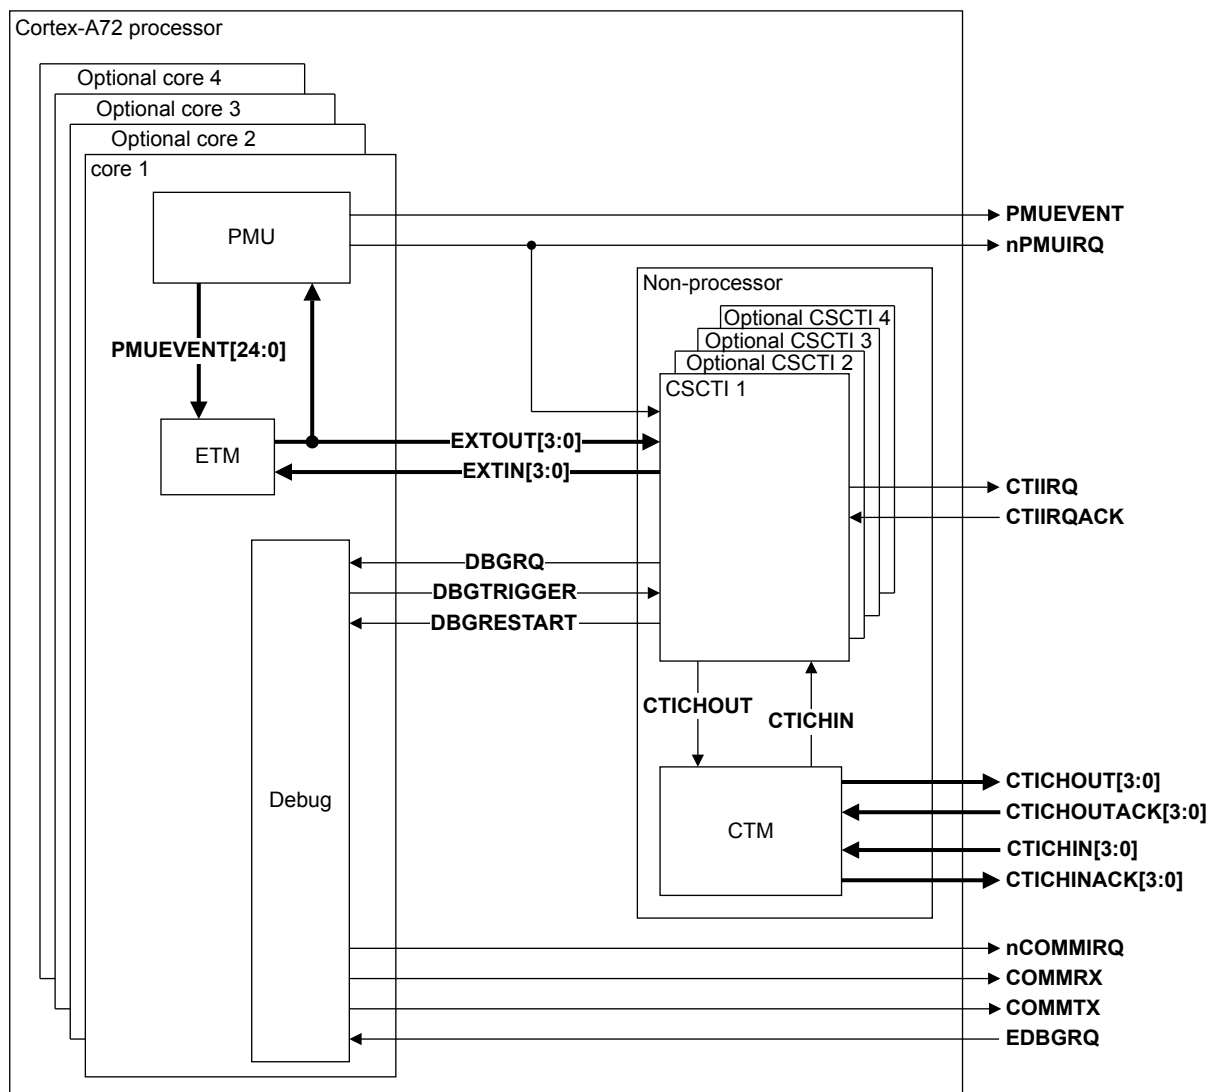 Cortex-A72 processor
Optional core 4
Optional core 3
Optional core 2
core 1
PMU
PMUEVENT
nPMUIRQ
Non-processor
Optional CSCTI 4
Optional CSCTI 3
Optional CSCTI 2
CSCTI 1
PMUEVENT[24:0]
ETM
EXTOUT[3:0]
EXTIN[3:0]
CTIIRQ
CTIIRQACK
DBGRQ
DBGTRIGGER
DBGRESTART
CTICHOUT
CTICHIN
Debug
CTM
CTICHOUT[3:0]
CTICHOUTACK[3:0]
CTICHIN[3:0]
CTICHINACK[3:0]
nCOMMIRQ
COMMRX
COMMTX
EDBGRQ